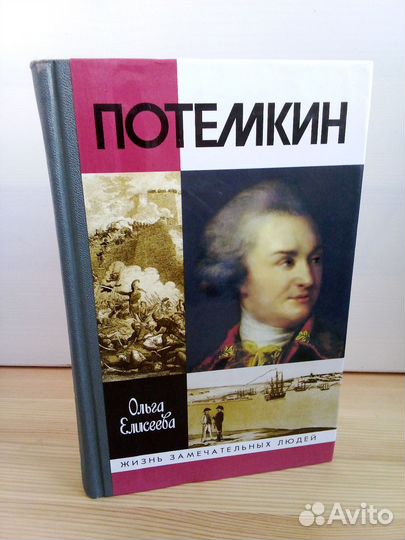 ПОТЕМКИН
Ольга
Елисеева
ЖИЗНЬ ЗАМЕЧАТЕЛЬНЫХ ЛЮДЕЙ
Avito